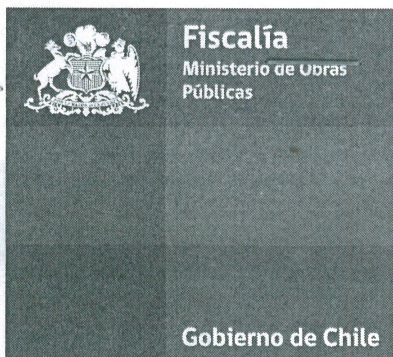 Fiscalía
Ministerio de Obras
Públicas
Gobierno de Chile